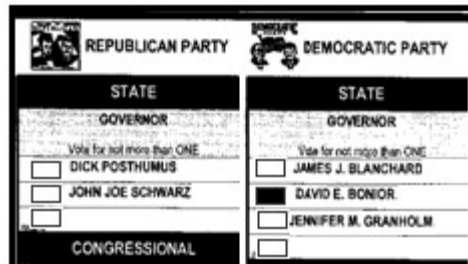 REPUBLICAN PARTY
STATE
GOVERNOR
Vote for not more than ONE
DICK POSTHUMUS
JOHN JOE SCHWARZ
CONGRESSIONAL
DEMOCRATIC PARTY
STATE
GOVERNOR
Vote for not more than ONE
JAMES J. BLANCHARD
DAVID E. BONIOR
JENNIFER M. GRANHOLM